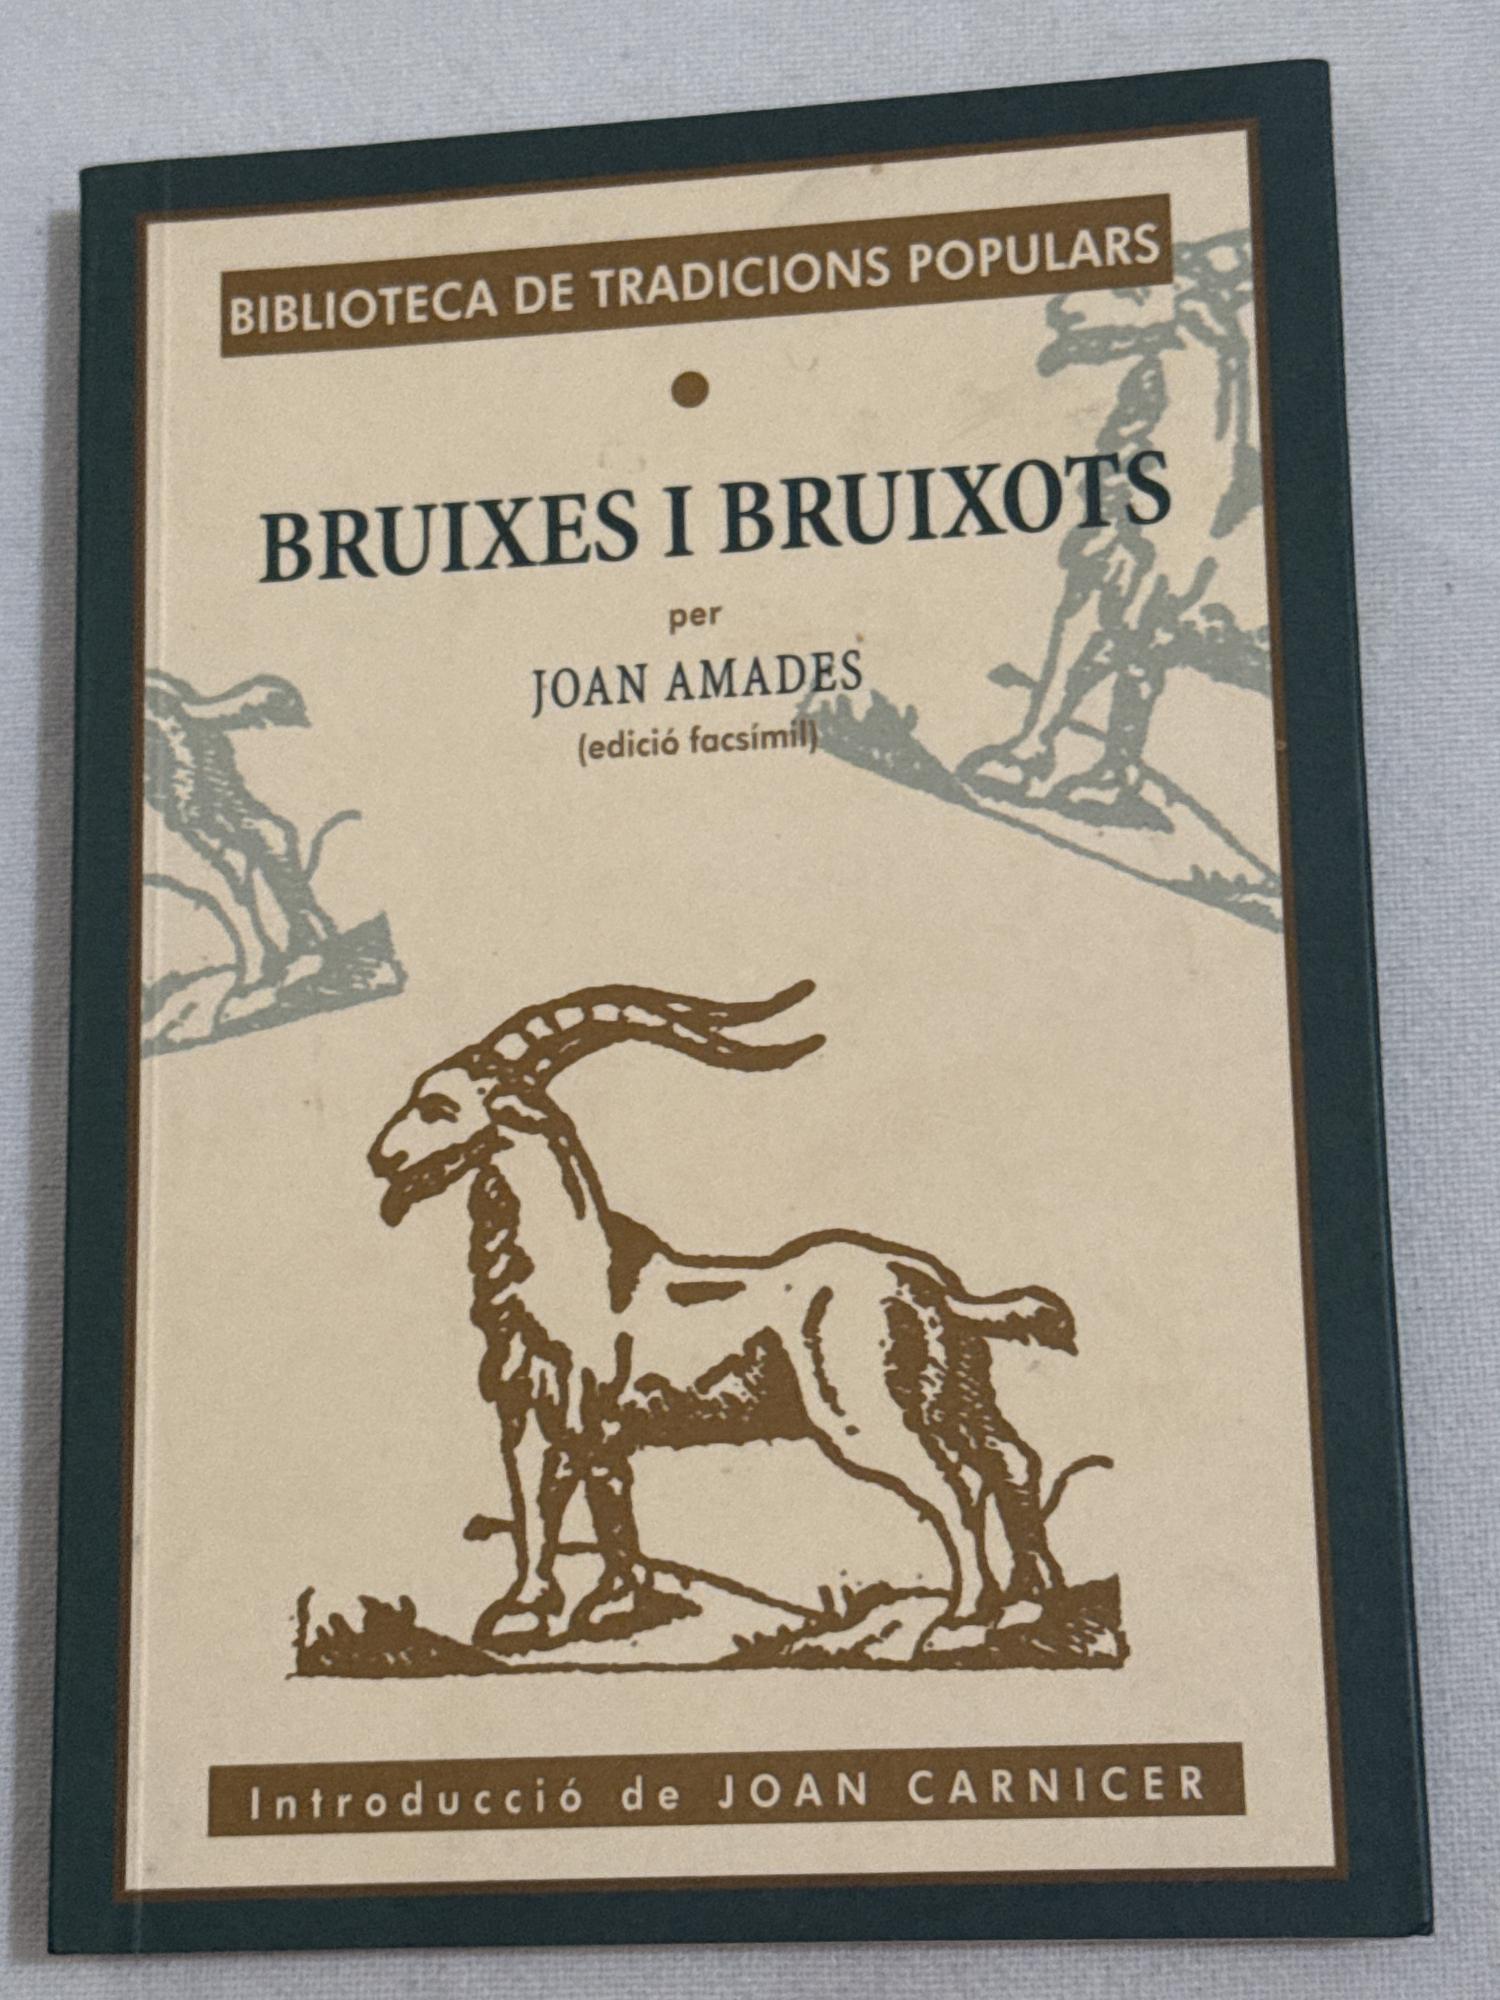 BIBLIOTECA DE TRADICIONS POPULARS
BRUIXES I BRUIXOTS
per
JOAN AMADES
(edició facsímil)
Introducció de JOAN CARNICER